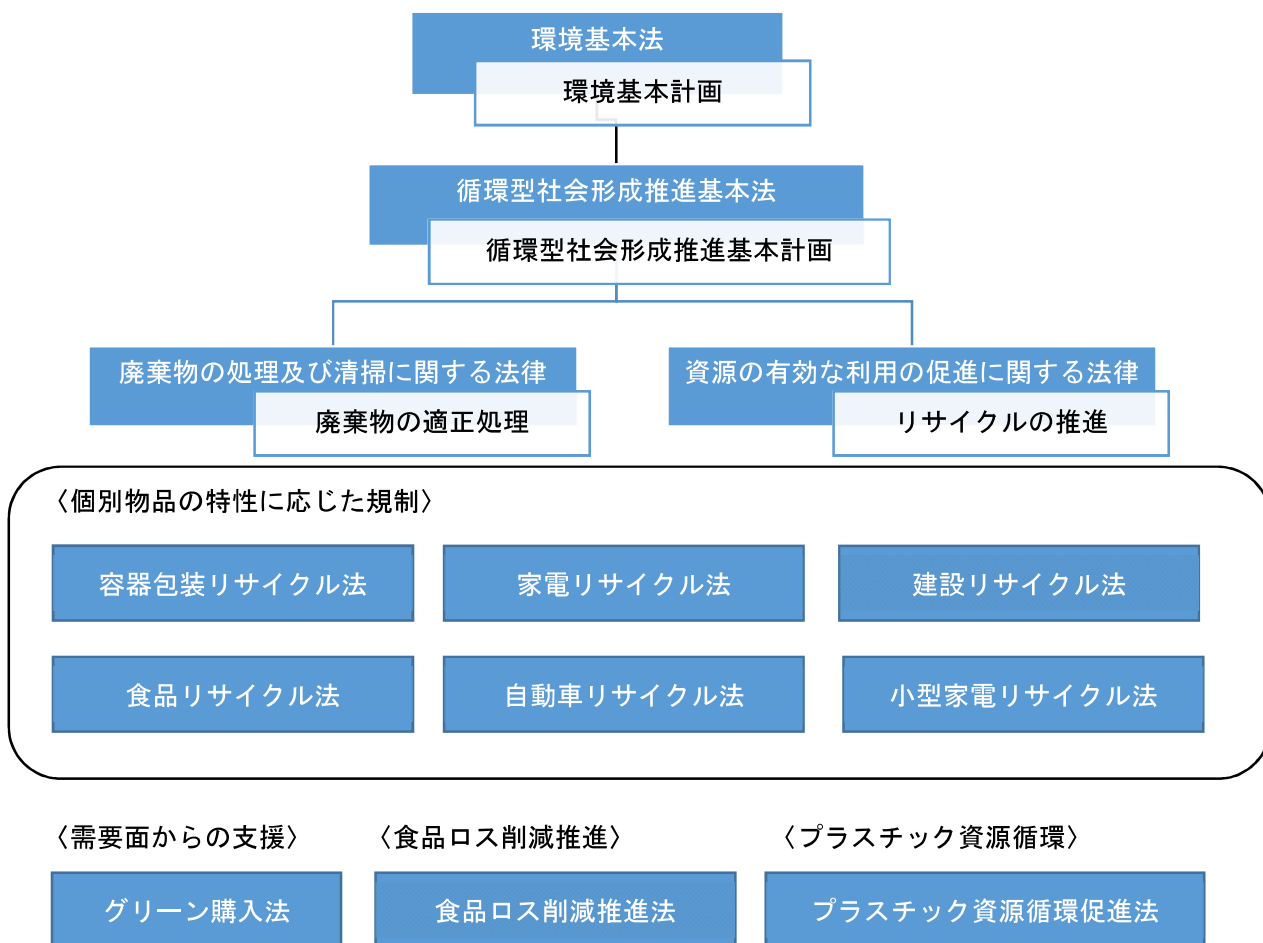 環境基本法
環境基本計画
循環型社会形成推進基本法
循環型社会形成推進基本計画
廃棄物の処理及び清掃に関する法律
廃棄物の適正処理
資源の有効な利用の促進に関する法律
リサイクルの推進
〈個別物品の特性に応じた規制〉
容器包装リサイクル法
家電リサイクル法
建設リサイクル法
食品リサイクル法
自動車リサイクル法
小型家電リサイクル法
〈需要面からの支援〉
〈食品ロス削減推進〉
〈プラスチック資源循環〉
グリーン購入法
食品ロス削減推進法
プラスチック資源循環促進法